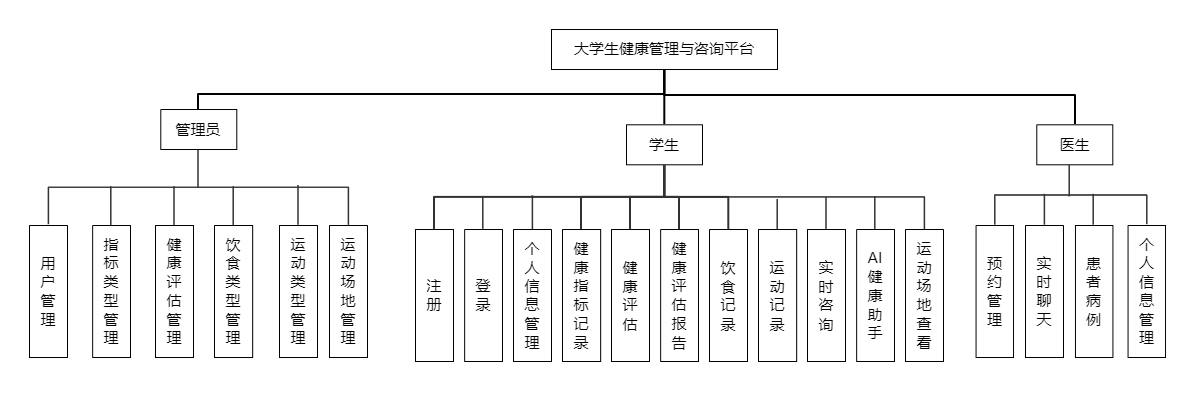 大学生健康管理与咨询平台
管理员
学生
医生
用户管理
指标类型管理
健康评估管理
饮食类型管理
运动类型管理
运动场地管理
注册
登录
个人信息管理
健康指标记录
健康评估
健康评估报告
饮食记录
运动记录
实时咨询
AI健康助手
运动场地查看
预约管理
实时聊天
患者病例
个人信息管理